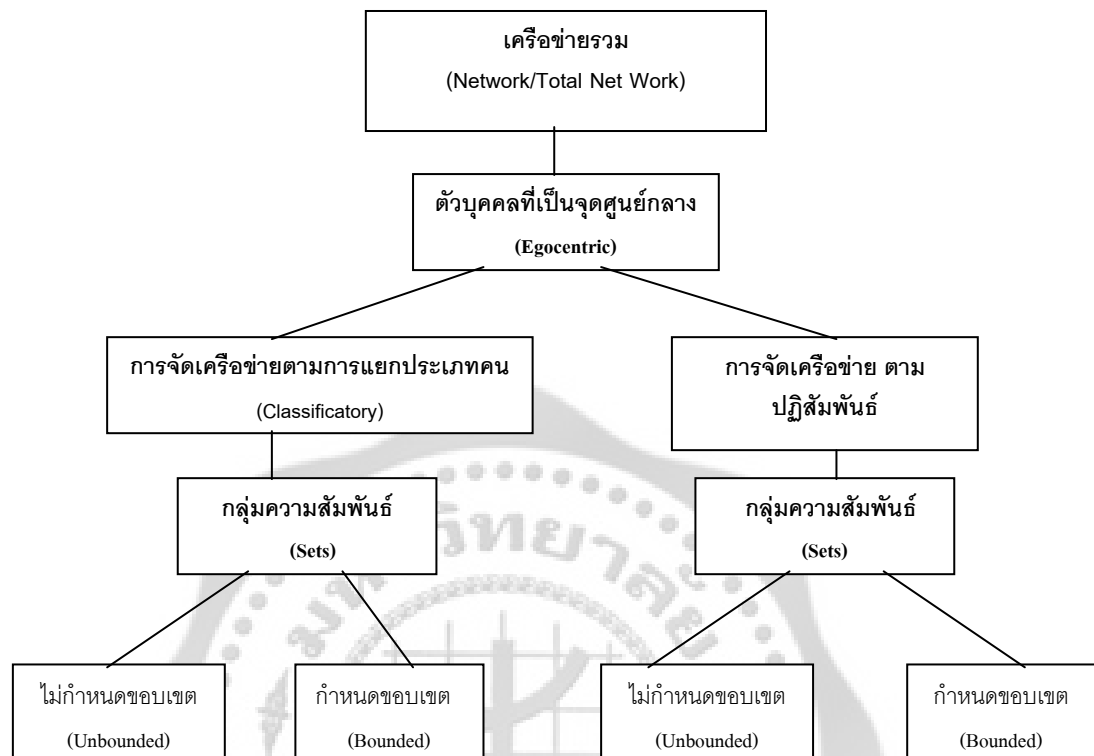 เครือข่ายรวม
(Network/Total Net Work)
ตัวบุคคลที่เป็นจุดศูนย์กลาง
(Egocentric)
การจัดเครือข่ายตามการแยกประเภทคน
(Classificatory)
การจัดเครือข่าย ตาม
ปฏิสัมพันธ์
กลุ่มความสัมพันธ์
(Sets)
กลุ่มความสัมพันธ์
(Sets)
ไม่กำหนดขอบเขต
(Unbounded)
กำหนดขอบเขต
(Bounded)
ไม่กำหนดขอบเขต
(Unbounded)
กำหนดขอบเขต
(Bounded)